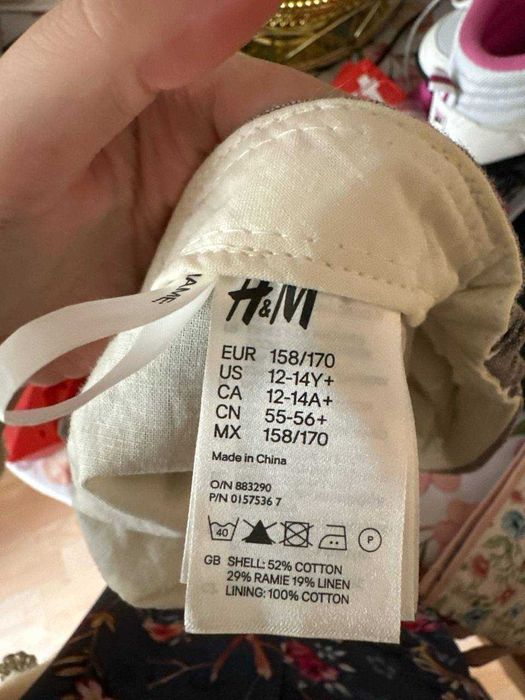 NAME
H&M
EUR 158/170
US 12-14Y+
CA 12-14A+
CN 55-56+
MX 158/170
Made in China
O/N 883290
P/N 0157536 7
40 P
GB SHELL: 52% COTTON
29% RAMIE 19% LINEN
LINING: 100% COTTON